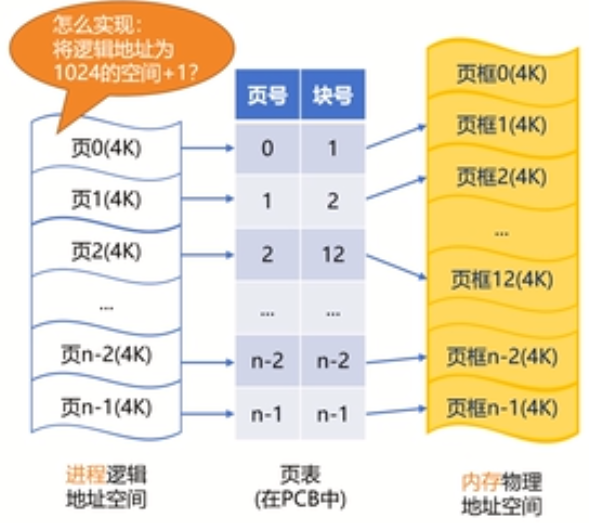 怎么实现：
将逻辑地址为
1024的空间+1？
页0(4K)
页1(4K)
页2(4K)
...
页n-2(4K)
页n-1(4K)
进程逻辑
地址空间
页号 块号
0 1
1 2
2 12
... ...
n-2 n-2
n-1 n-1
页表
(在PCB中)
页框0(4K)
页框1(4K)
页框2(4K)
...
页框12(4K)
页框n-2(4K)
页框n-1(4K)
内存物理
地址空间